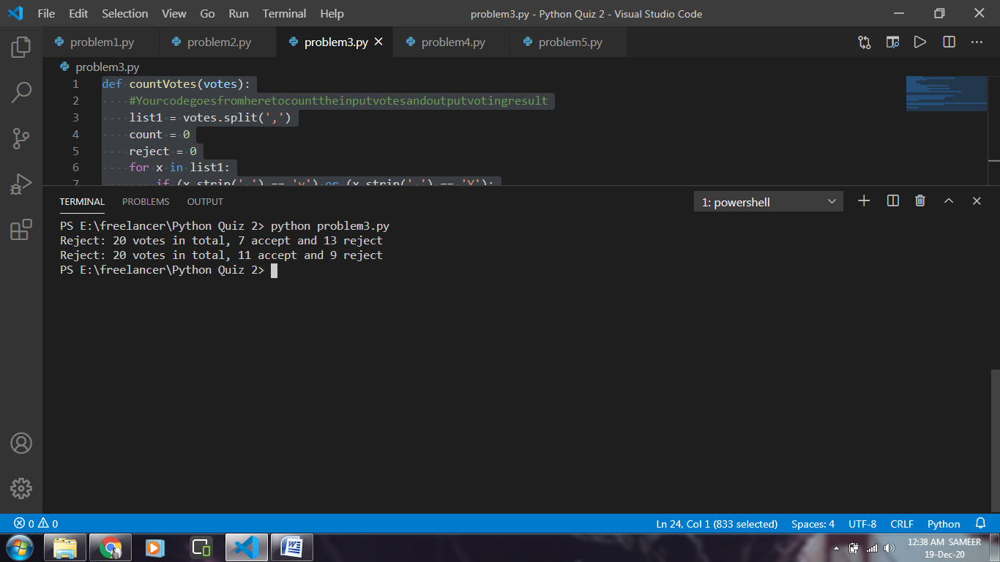 File Edit Selection View Go Run Terminal Help
problem3.py - Python Quiz 2 - Visual Studio Code
problem1.py problem2.py problem3.py problem4.py problem5.py
problem3.py
1 def countVotes(votes):
2 #Yourcodegoesfromheretocounttheinputvotesandoutputvotingresult
3 list1 = votes.split(',')
4 count = 0
5 reject = 0
6 for x in list1:
7 if (x.strip(' ') == 'y') or (x.strip(' ') == 'Y'):
TERMINAL PROBLEMS OUTPUT
1: powershell
PS E:\freelancer\Python Quiz 2> python problem3.py
Reject: 20 votes in total, 7 accept and 13 reject
Reject: 20 votes in total, 11 accept and 9 reject
PS E:\freelancer\Python Quiz 2>
0 0 Ln 24, Col 1 (833 selected) Spaces: 4 UTF-8 CRLF Python
12:38 AM SAMEER
19-Dec-20